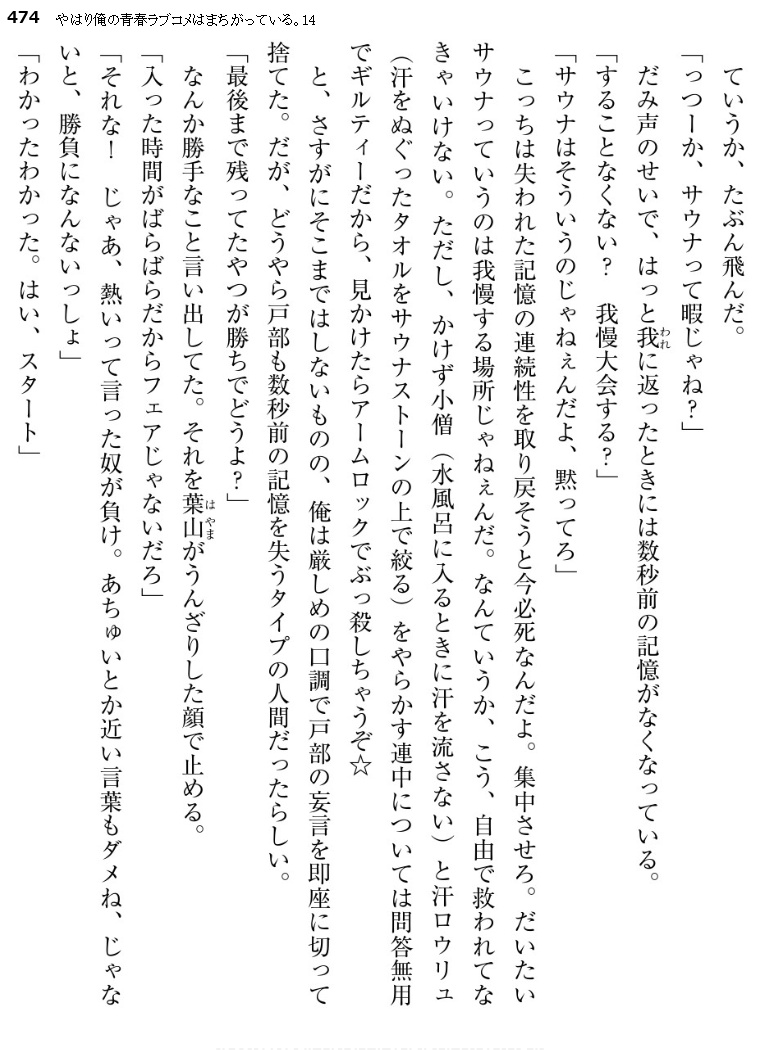 474 やはり俺の青春ラブコメはまちがっている。14
ていうか、たぶん飛んだ。
「っつーか、サウナって暇じゃね？」
だみ声のせいで、はっと我に返ったときには数秒前の記憶がなくなっている。
「することなくない？　我慢大会する？」
「サウナはそういうのじゃねぇんだよ、黙ってろ」
こっちは失われた記憶の連続性を取り戻そうと今必死なんだよ。集中させろ。だいたい
サウナっていうのは我慢する場所じゃねぇんだ。なんていうか、こう、自由で救われてな
きゃいけない。ただし、かけず小僧（水風呂に入るときに汗を流さない）と汗ロウリュ
（汗をぬぐったタオルをサウナストーンの上で絞る）をやらかす連中については問答無用
でギルティーだから、見かけたらアームロックでぶっ殺しちゃうぞ☆
と、さすがにそこまではしないものの、俺は厳しめの口調で戸部の妄言を即座に切って
捨てた。だが、どうやら戸部も数秒前の記憶を失うタイプの人間だったらしい。
「最後まで残ってたやつが勝ちでどうよ？」
なんか勝手なこと言い出してた。それを葉山がうんざりした顔で止める。
「入った時間がばらばらだからフェアじゃないだろ」
「それな！　じゃあ、熱いって言った奴が負け。あちゅいとか近い言葉もダメね、じゃな
いと、勝負になんないっしょ」
「わかったわかった。はい、スタート」